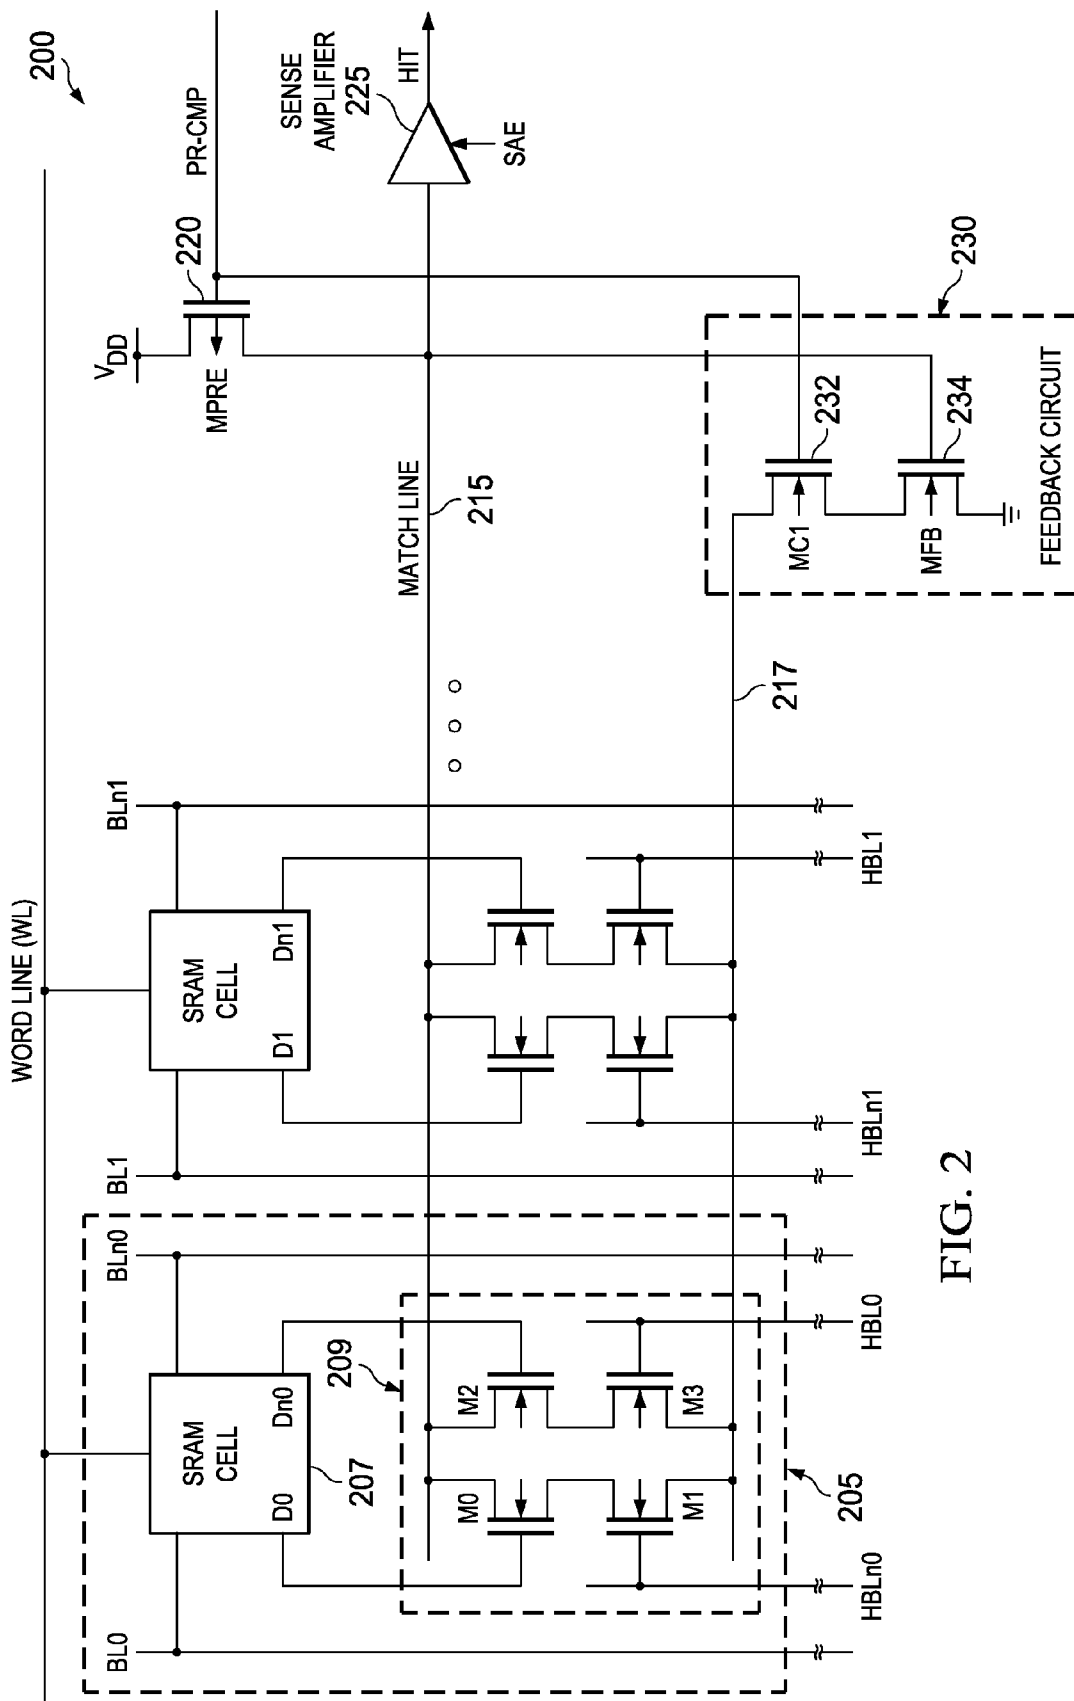 200
WORD LINE (WL)
PR-CMP
VDD
220
MPRE
SENSE
AMPLIFIER
225
HIT
SAE
MATCH LINE
215
BL0
BLn0
BL1
BLn1
SRAM
CELL
D0
Dn0
207
SRAM
CELL
D1
Dn1
209
M0
M2
M1
M3
HBLn0
HBL0
HBLn1
HBL1
205
217
230
MC1
232
MFB
234
FEEDBACK CIRCUIT
FIG. 2